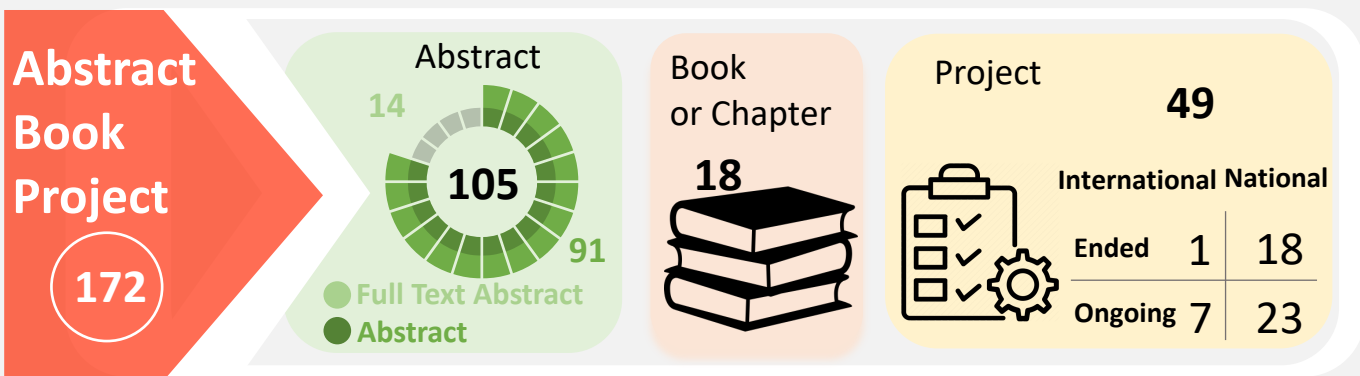 Abstract
Book
Project
172
Abstract
14
105
91
Full Text Abstract
Abstract
Book
or Chapter
18
Project
49
International National
Ended 1 18
Ongoing 7 23